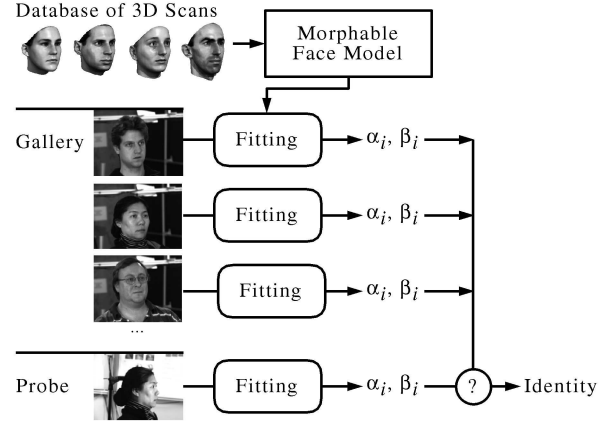 Database of 3D Scans
Morphable
Face Model
Gallery
Fitting
αi, βi
Fitting
αi, βi
Fitting
αi, βi
...
Probe
Fitting
αi, βi
?
Identity